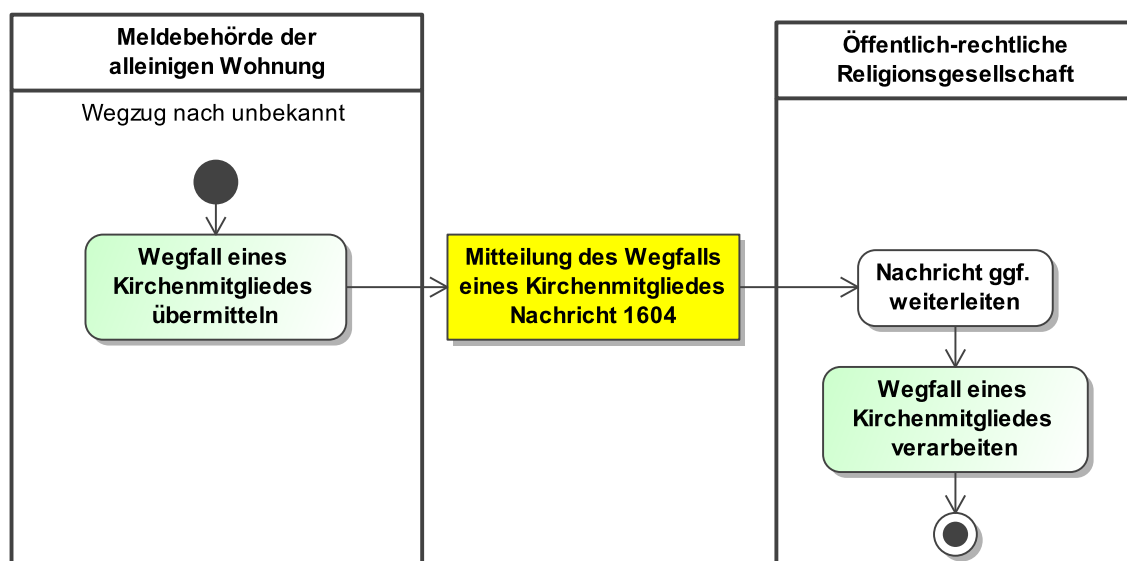 Meldebehörde der
alleinigen Wohnung
Wegzug nach unbekannt
Wegfall eines
Kirchenmitgliedes
übermitteln
Mitteilung des Wegfalls
eines Kirchenmitgliedes
Nachricht 1604
Öffentlich-rechtliche
Religionsgesellschaft
Nachricht ggf.
weiterleiten
Wegfall eines
Kirchenmitgliedes
verarbeiten